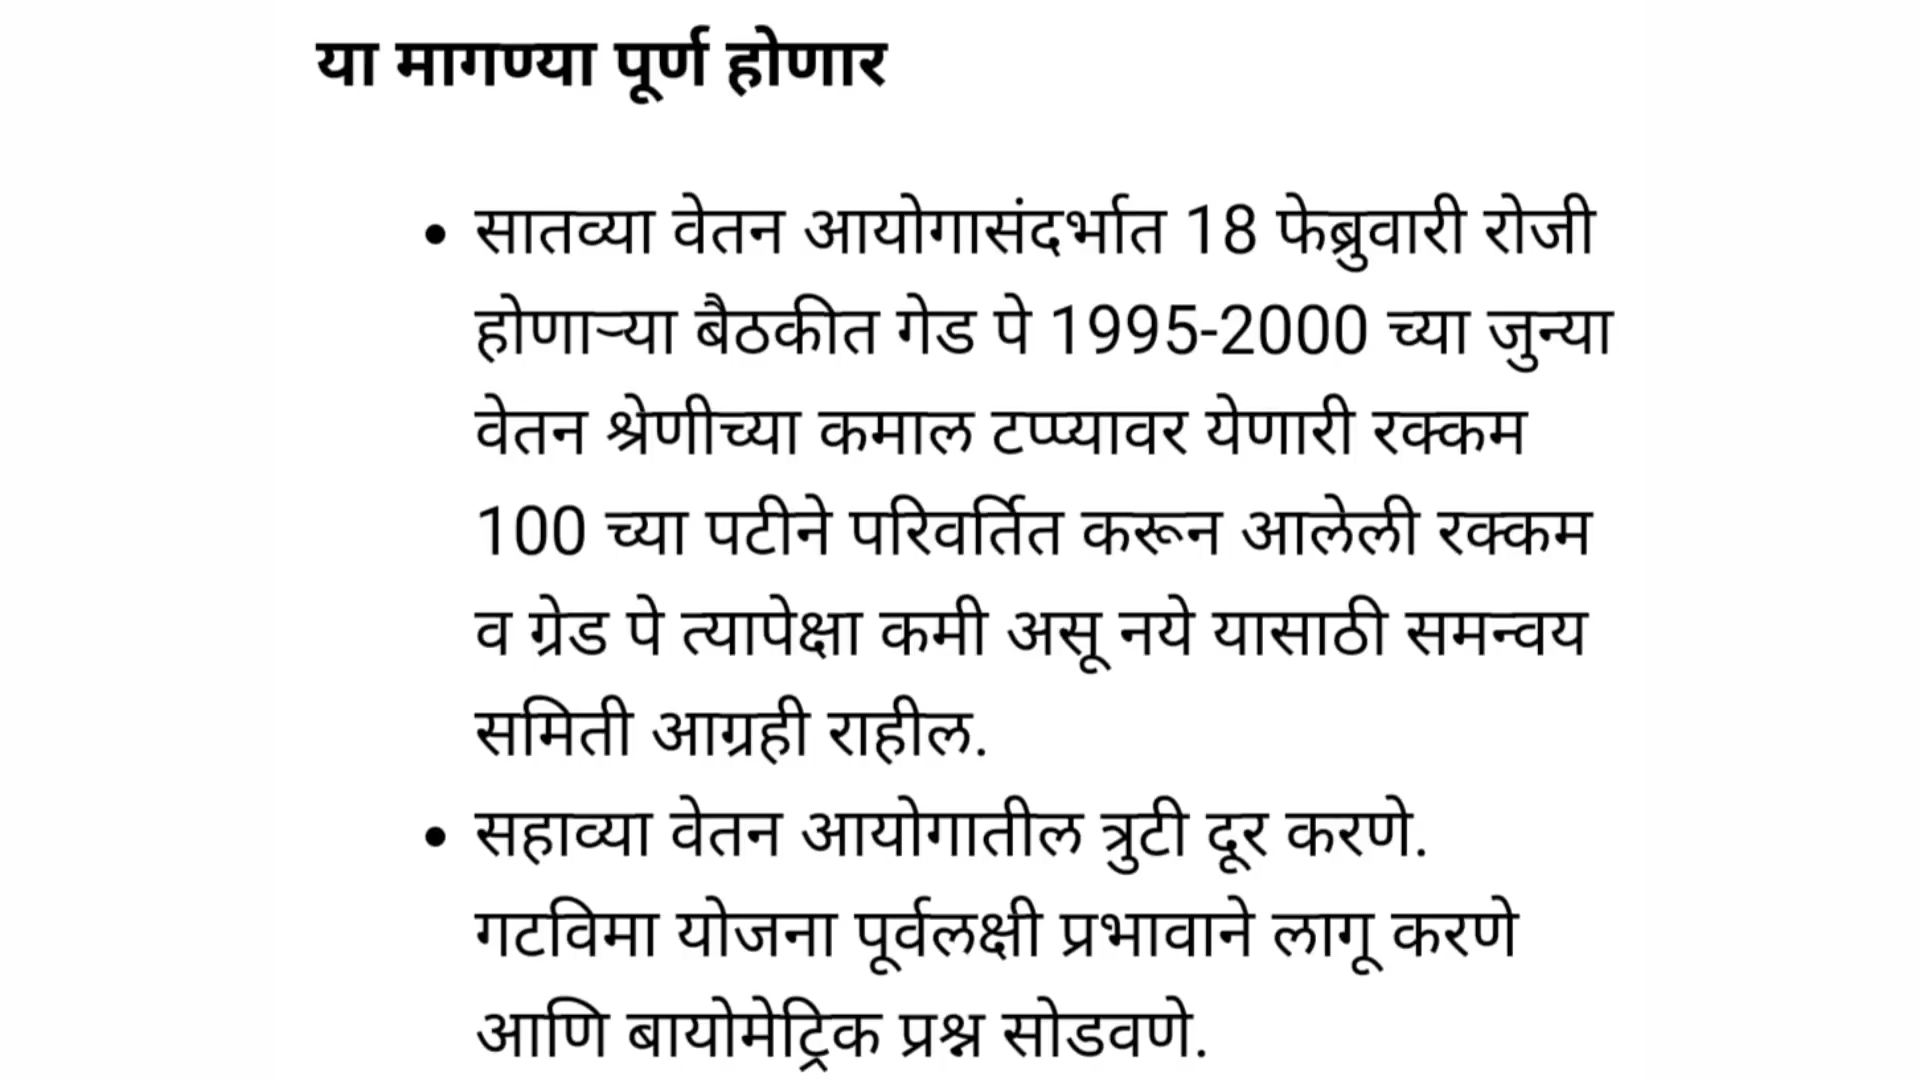 या मागण्या पूर्ण होणार
• सातव्या वेतन आयोगासंदर्भात 18 फेब्रुवारी रोजी
होणाऱ्या बैठकीत गेड पे 1995-2000 च्या जुन्या
वेतन श्रेणीच्या कमाल टप्प्यावर येणारी रक्कम
100 च्या पटीने परिवर्तित करून आलेली रक्कम
व ग्रेड पे त्यापेक्षा कमी असू नये यासाठी समन्वय
समिती आग्रही राहील.
• सहाव्या वेतन आयोगातील त्रुटी दूर करणे.
गटविमा योजना पूर्वलक्षी प्रभावाने लागू करणे
आणि बायोमेट्रिक प्रश्न सोडवणे.